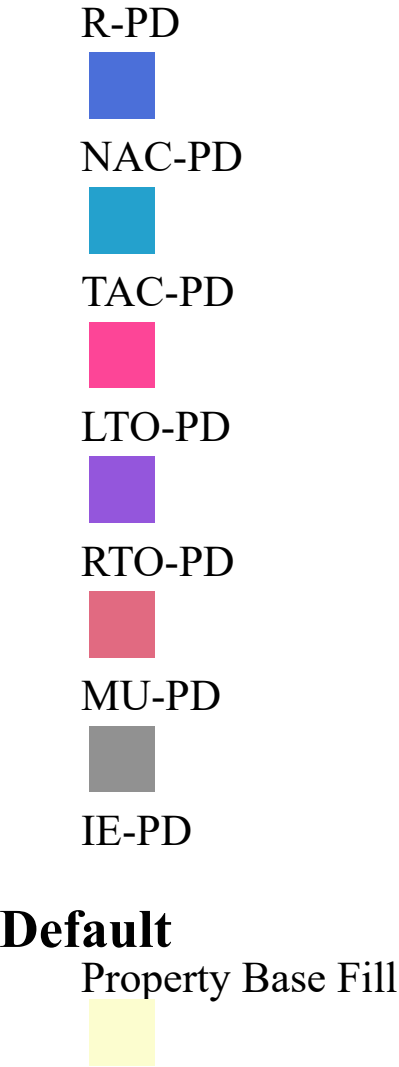 R-PD
NAC-PD
TAC-PD
LTO-PD
RTO-PD
MU-PD
IE-PD
Default
Property Base Fill